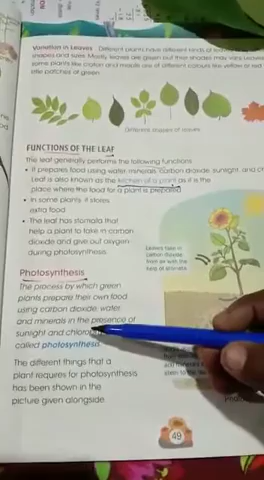 Variation in Leaves Different plants have different kinds of
shapes and sizes. Mostly leaves are green but their shades may vary
some plants like croton and maple are of different colours like yellow or red
little patches of green
Different shapes of leaves
FUNCTIONS OF THE LEAF
The leaf generally performs the following functions
• It prepares food using water, minerals, carbon dioxide, sunlight, and
Leaf is also known as the kitchen of a plant as it is the
place where the food for a plant is prepared
• In some plants, it stores
extra food
• The leaf has stomata that
help a plant to take in carbon
dioxide and give out oxygen
during photosynthesis.
Leaves take in
carbon dioxide
from air with the
help of stomata
Photosynthesis
The process by which green
plants prepare their own food
using carbon dioxide, water
and minerals in the presence of
sunlight and
called photosynthesis.
The different things that a
plant requires for photosynthesis
has been shown in the
picture given alongside.
49